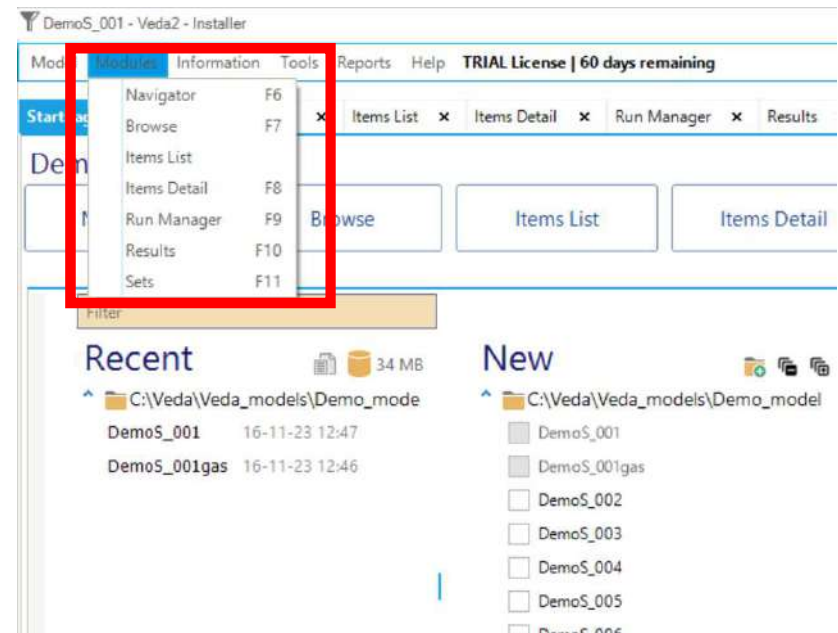 DemoS_001 - Veda2 - Installer
Modules Information Tools Reports Help TRIAL License | 60 days remaining
Navigator F6
Browse F7
Items List
Items Detail F8
Run Manager F9
Results F10
Sets F11
Items List × Items Detail × Run Manager × Results
Browse Items List Items Detail
Filter
Recent 34 MB
C:\Veda\Veda_models\Demo_mode
DemoS_001 16-11-23 12:47
DemoS_001gas 16-11-23 12:46
New
C:\Veda\Veda_models\Demo_model
DemoS_001
DemoS_001gas
DemoS_002
DemoS_003
DemoS_004
DemoS_005